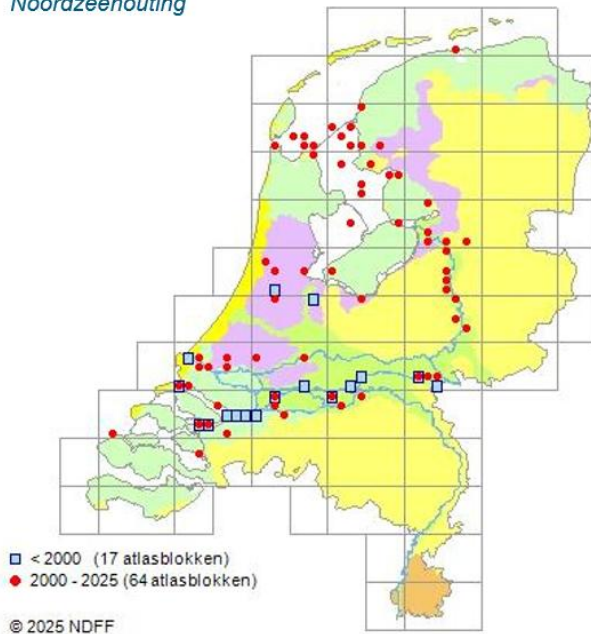 Noordzeehouting
< 2000 (17 atlasblokken)
2000 - 2025 (64 atlasblokken)
© 2025 NDFF